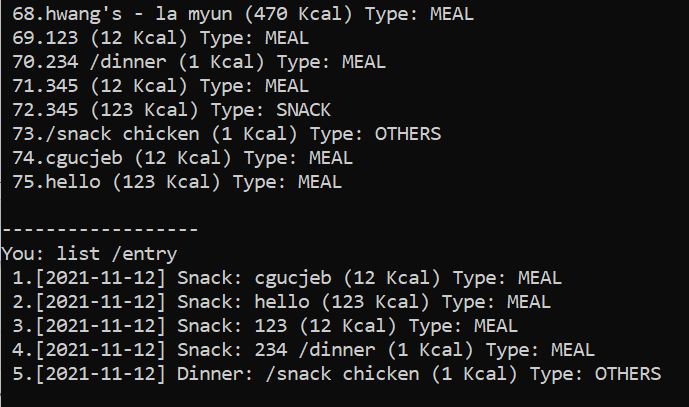 68.hwang's - la myun (470 Kcal) Type: MEAL
69.123 (12 Kcal) Type: MEAL
70.234 /dinner (1 Kcal) Type: MEAL
71.345 (12 Kcal) Type: MEAL
72.345 (123 Kcal) Type: SNACK
73./snack chicken (1 Kcal) Type: OTHERS
74.cgucjeb (12 Kcal) Type: MEAL
75.hello (123 Kcal) Type: MEAL
------------------
You: list /entry
1.[2021-11-12] Snack: cgucjeb (12 Kcal) Type: MEAL
2.[2021-11-12] Snack: hello (123 Kcal) Type: MEAL
3.[2021-11-12] Snack: 123 (12 Kcal) Type: MEAL
4.[2021-11-12] Snack: 234 /dinner (1 Kcal) Type: MEAL
5.[2021-11-12] Dinner: /snack chicken (1 Kcal) Type: OTHERS